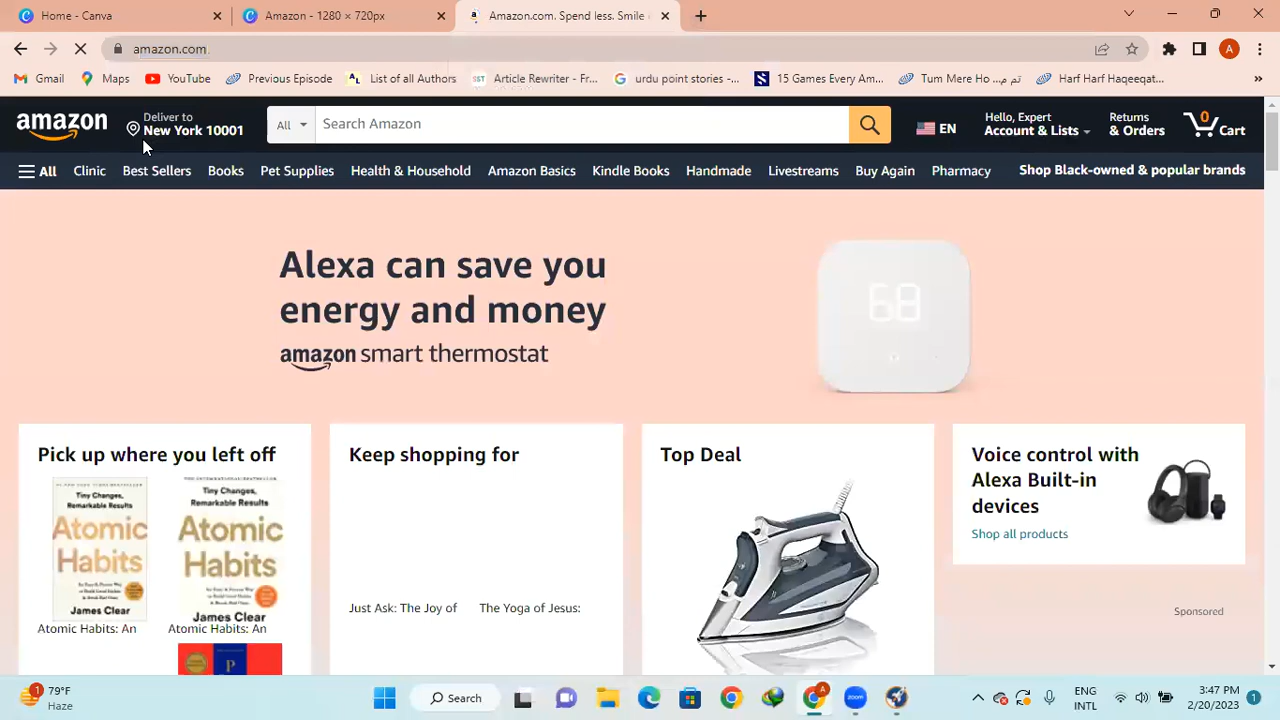 Home - Canva
Amazon - 1280 × 720px
Amazon.com. Spend less. Smile
amazon.com
Gmail
Maps
YouTube
Previous Episode
List of all Authors
Article Rewriter - Fr...
urdu point stories -...
15 Games Every Am...
Tum Mere Ho ...تم م
Harf Harf Haqeeqat...
amazon
Deliver to
New York 10001
All
Search Amazon
EN
Hello, Expert
Account & Lists
Returns
& Orders
0
Cart
All
Clinic
Best Sellers
Books
Pet Supplies
Health & Household
Amazon Basics
Kindle Books
Handmade
Livestreams
Buy Again
Pharmacy
Shop Black-owned & popular brands
Alexa can save you
energy and money
amazon smart thermostat
68
Pick up where you left off
Tiny Changes,
Remarkable Results
Atomic
Habits
James Clear
Atomic Habits: An
Tiny Changes,
Remarkable Results
Atomic
Habits
James Clear
Atomic Habits: An
P
Keep shopping for
Just Ask: The Joy of
The Yoga of Jesus:
Top Deal
Voice control with
Alexa Built-in
devices
Shop all products
Sponsored
1
79°F
Haze
Search
A
ENG
INTL
3:47 PM
2/20/2023
1